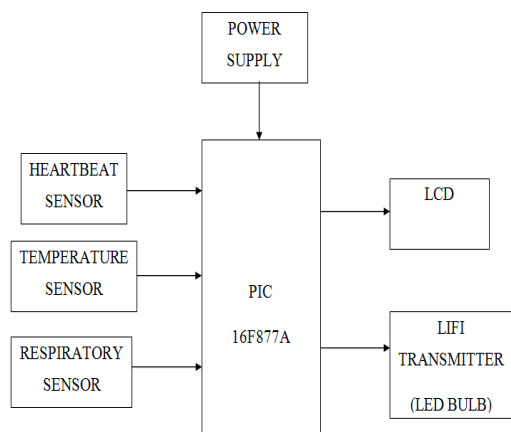 POWER
SUPPLY
HEARTBEAT
SENSOR
TEMPERATURE
SENSOR
RESPIRATORY
SENSOR
PIC
16F877A
LCD
LIFI
TRANSMITTER
(LED BULB)